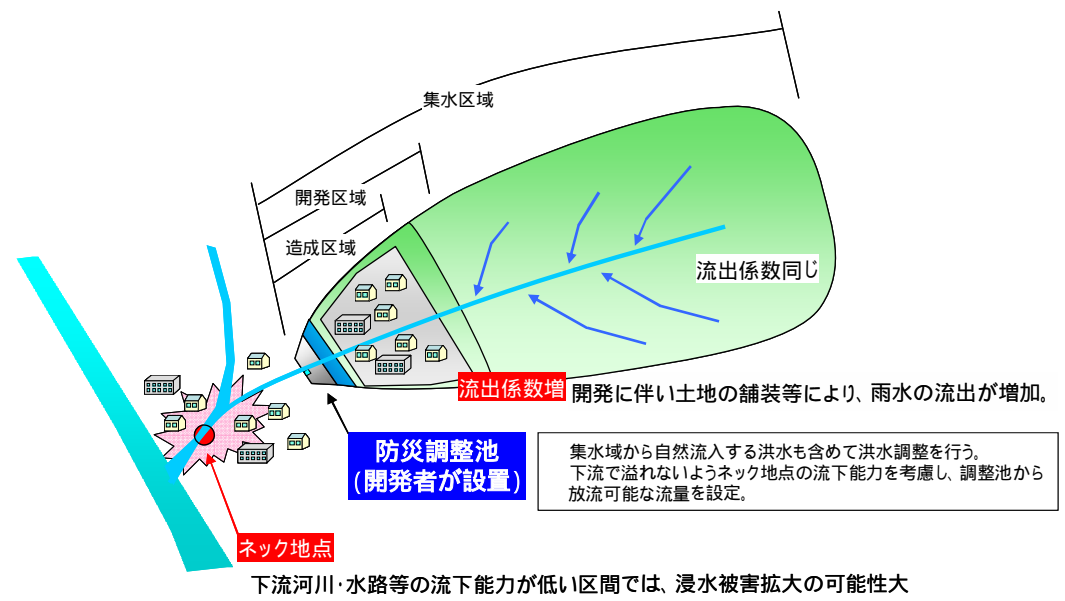 集水区域
開発区域
造成区域
流出係数同じ
流出係数増
開発に伴い土地の舗装等により、雨水の流出が増加。
防災調整池
(開発者が設置)
集水域から自然流入する洪水も含めて洪水調整を行う。
下流で溢れないようネック地点の流下能力を考慮し、調整池から
放流可能な流量を設定。
ネック地点
下流河川・水路等の流下能力が低い区間では、浸水被害拡大の可能性大